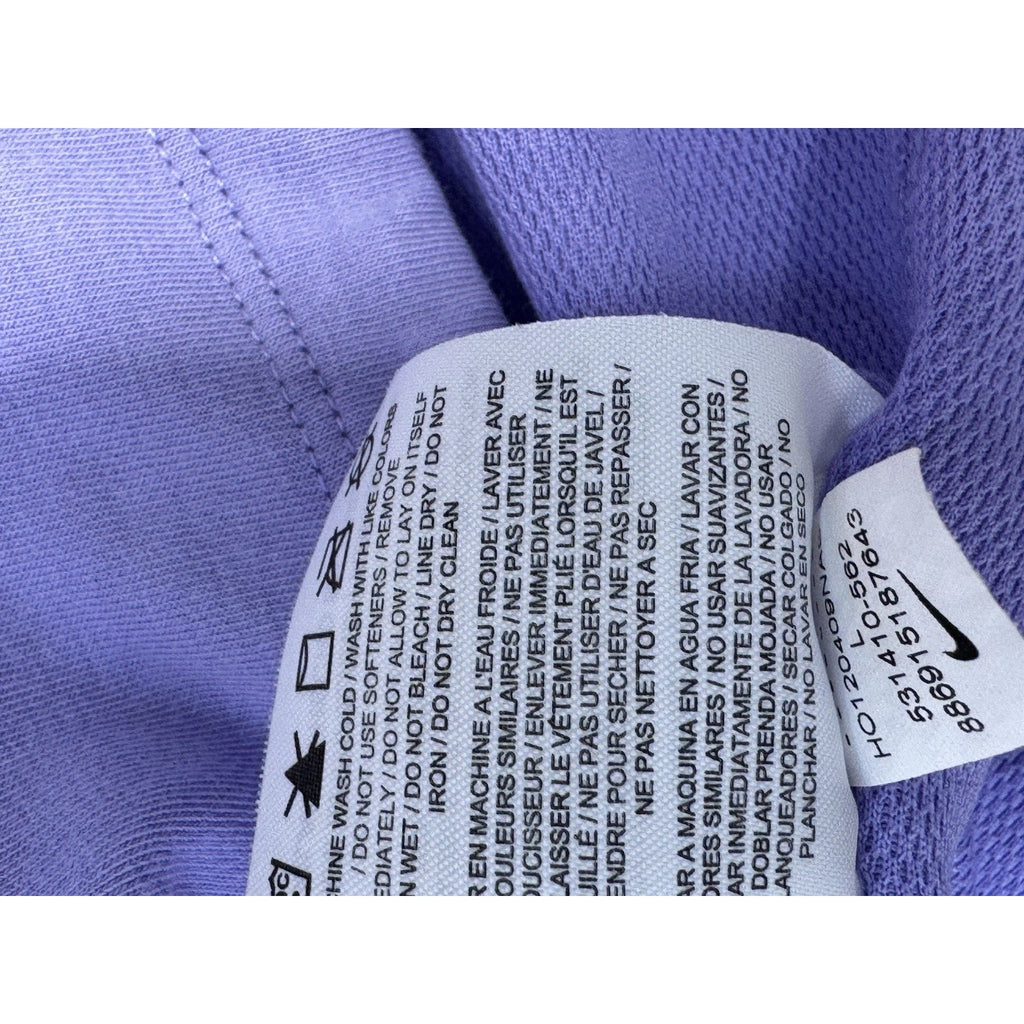 HINE WASH COLD / WASH WITH LIKE COLORS
/ DO NOT USE SOFTENERS / REMOVE
EDIATELY / DO NOT ALLOW TO LAY ON ITSELF
N WET / DO NOT BLEACH / LINE DRY / DO NOT
IRON / DO NOT DRY CLEAN
R EN MACHINE A L'EAU FROIDE / LAVER AVEC
OULEURS SIMILAIRES / NE PAS UTILISER
OUCISSEUR / ENLEVER IMMEDIATEMENT / NE
AISSER LE VÊTEMENT PLIÉ LORSQU'IL EST
UILLÉ / NE PAS UTILISER D'EAU DE JAVEL /
ENDRE POUR SECHER / NE PAS REPASSER /
NE PAS NETTOYER A SEC
AR A MAQUINA EN AGUA FRIA / LAVAR CON
ORES SIMILARES / NO USAR SUAVIZANTES /
AR INMEDIATAMENTE DE LA LAVADORA / NO
DOBLAR PRENDA MOJADA / NO USAR
LANQUEADORES / SECAR COLGADO / NO
PLANCHAR / NO LAVAR EN SECO
HO12040BNA
L
531410-562
886915187643